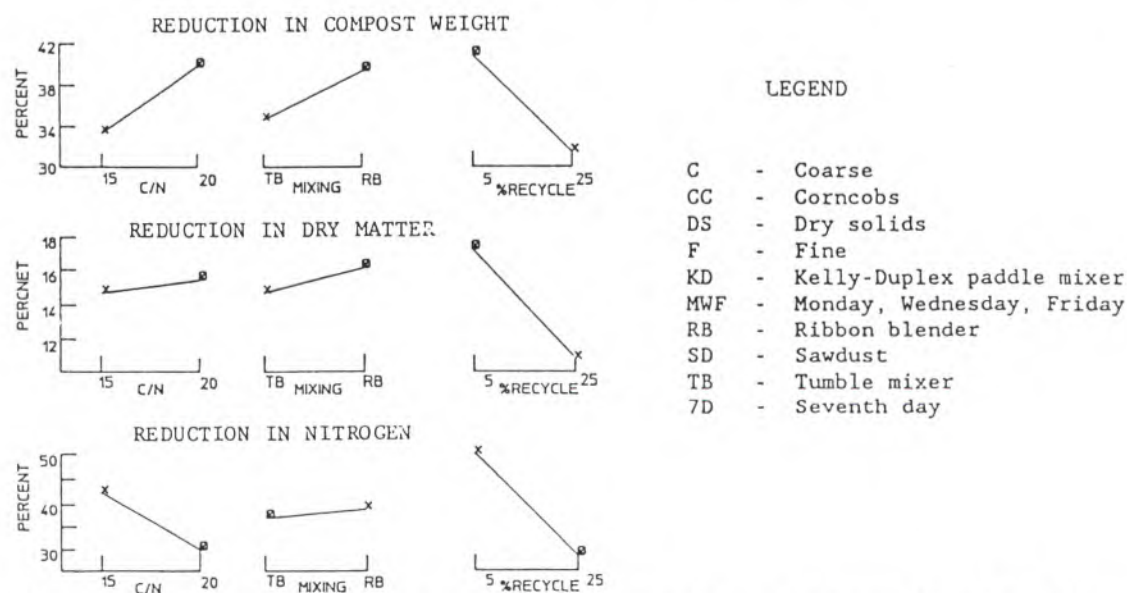 REDUCTION IN COMPOST WEIGHT
PERCENT
42
38
34
30
15 C/N 20
TB MIXING RB
5 %RECYCLE 25
REDUCTION IN DRY MATTER
PERCNET
18
16
14
12
15 C/N 20
TB MIXING RB
5 %RECYCLE 25
REDUCTION IN NITROGEN
PERCENT
50
40
30
15 C/N 20
TB MIXING RB
5 %RECYCLE 25
LEGEND
C - Coarse
CC - Corncobs
DS - Dry solids
F - Fine
KD - Kelly-Duplex paddle mixer
MWF - Monday, Wednesday, Friday
RB - Ribbon blender
SD - Sawdust
TB - Tumble mixer
7D - Seventh day